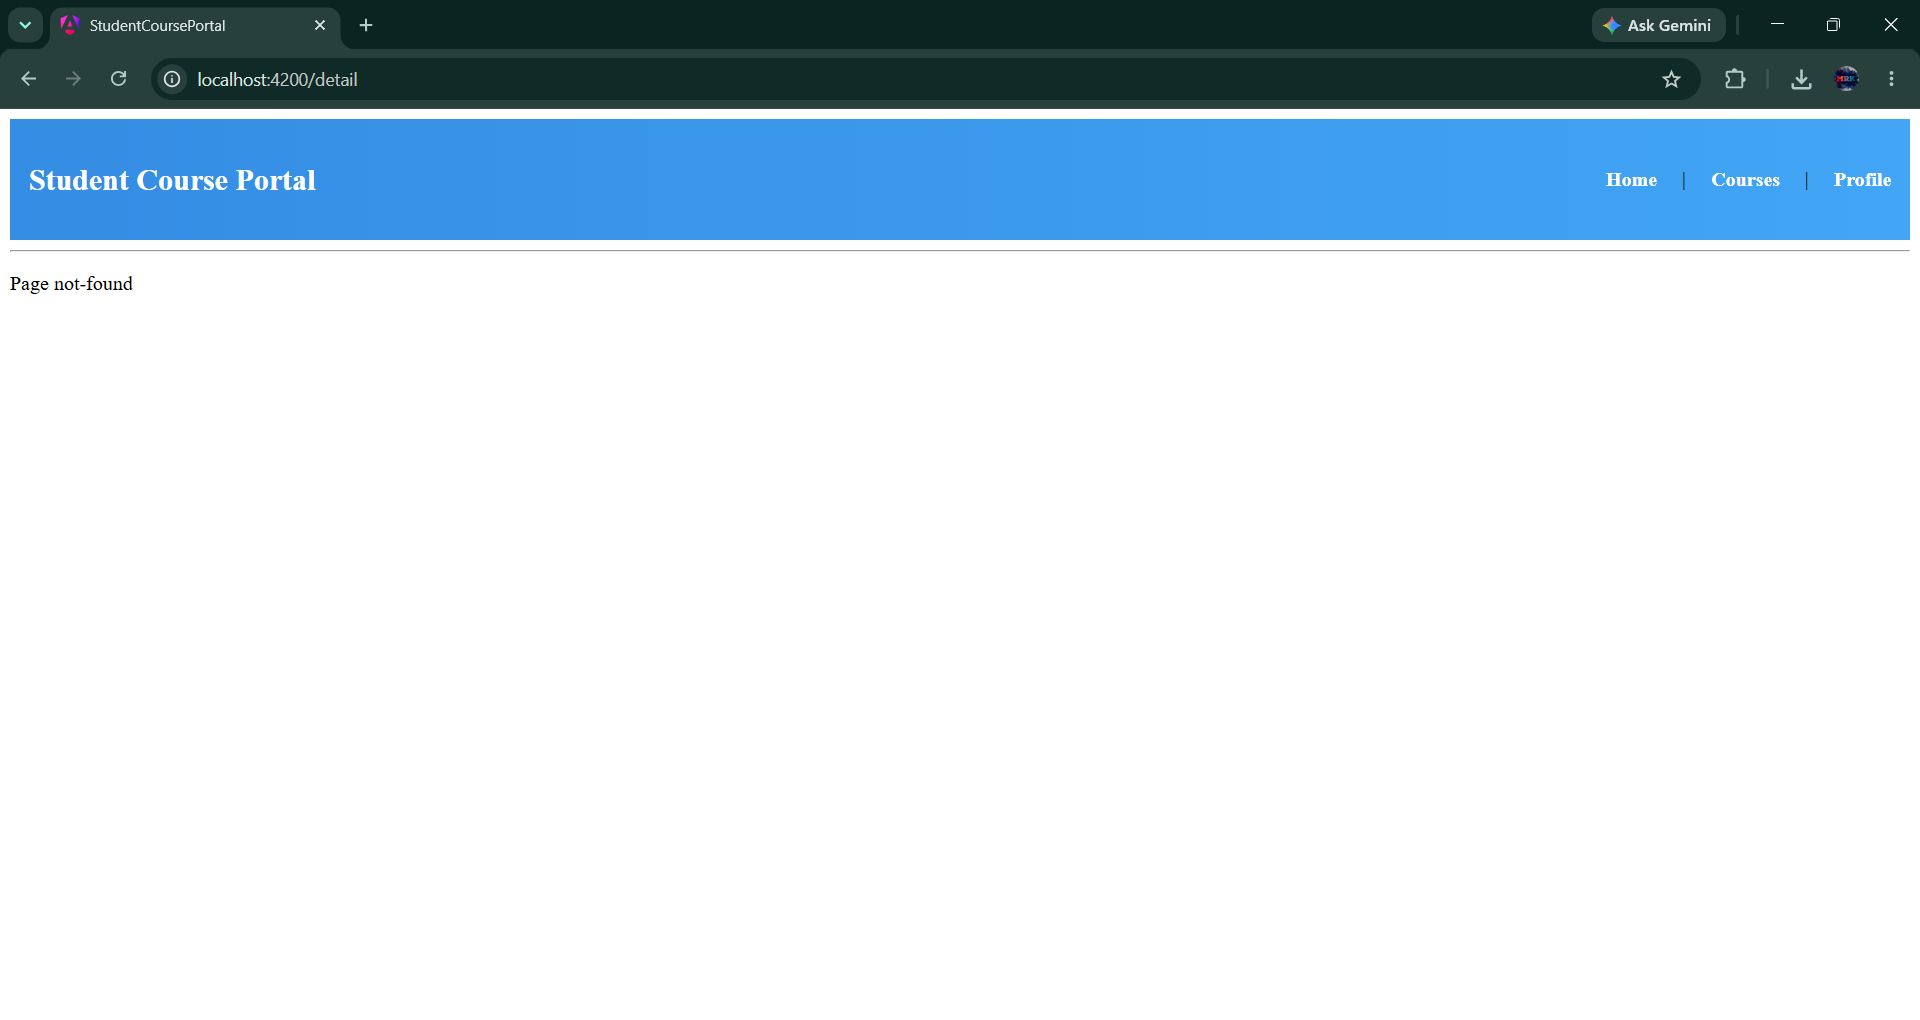 StudentCoursePortal
Ask Gemini
localhost:4200/detail
Student Course Portal
Home | Courses | Profile
Page not-found